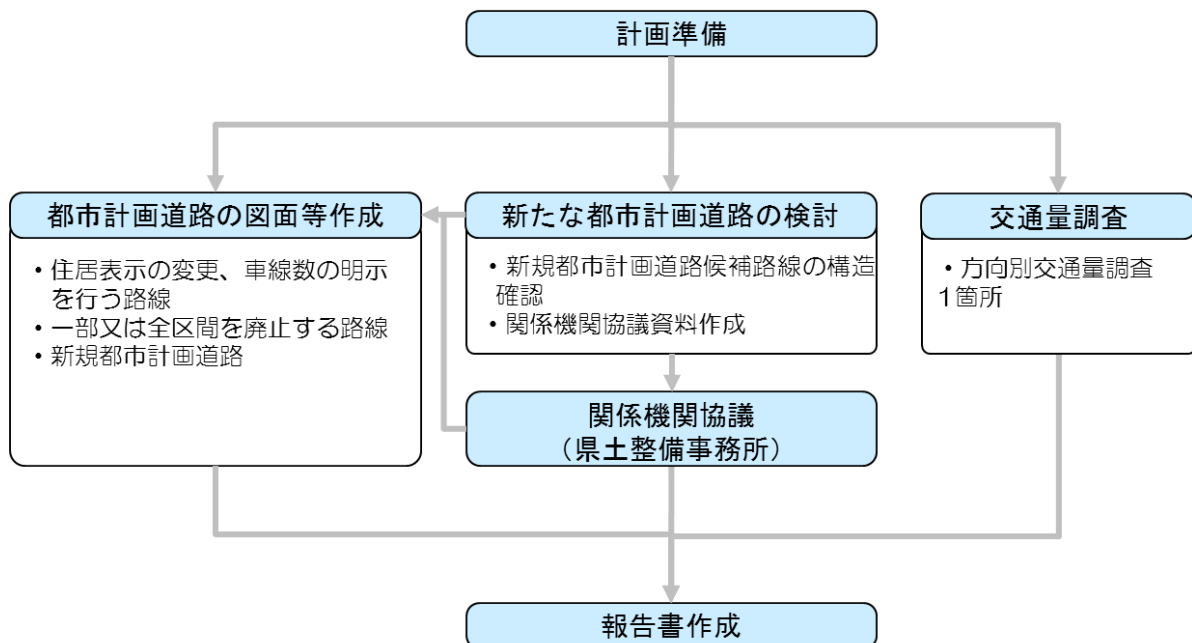 計画準備
都市計画道路の図面等作成
・住居表示の変更、車線数の明示
を行う路線
・一部又は全区間を廃止する路線
・新規都市計画道路
新たな都市計画道路の検討
・新規都市計画道路候補路線の構造
確認
・関係機関協議資料作成
交通量調査
・方向別交通量調査
1箇所
関係機関協議
（県土整備事務所）
報告書作成